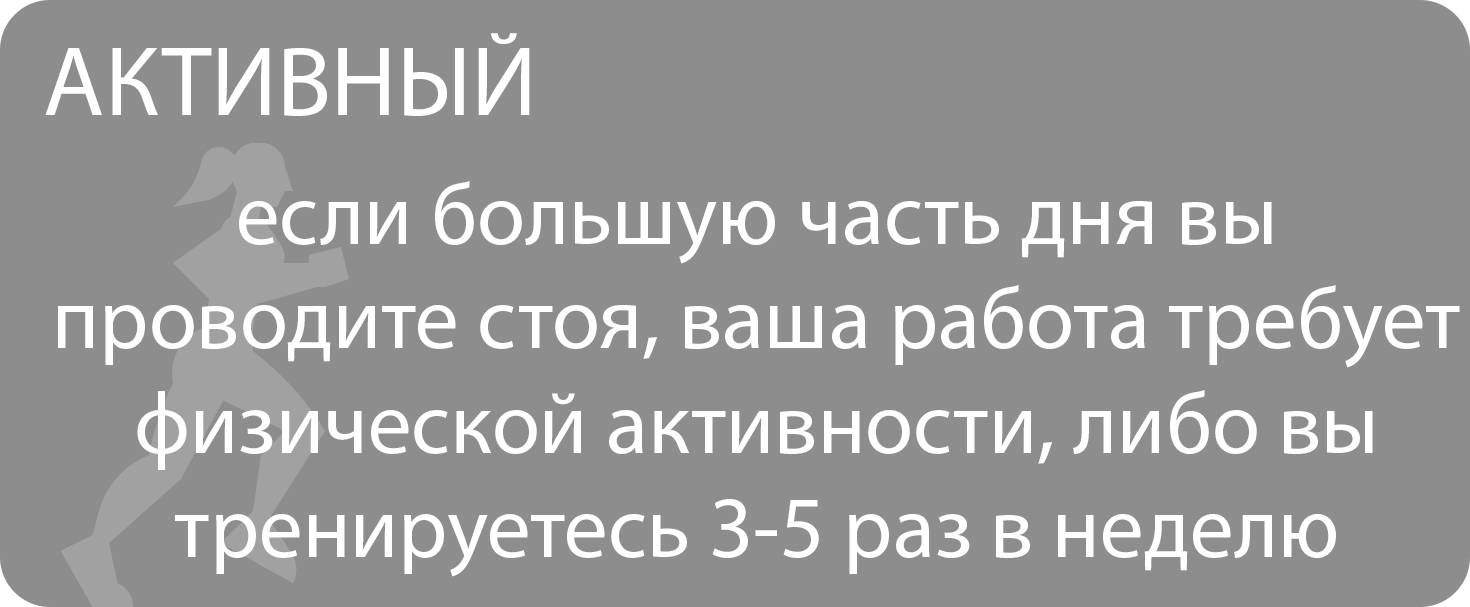 АКТИВНЫЙ
если большую часть дня вы
проводите стоя, ваша работа требует
физической активности, либо вы
тренируетесь 3-5 раз в неделю